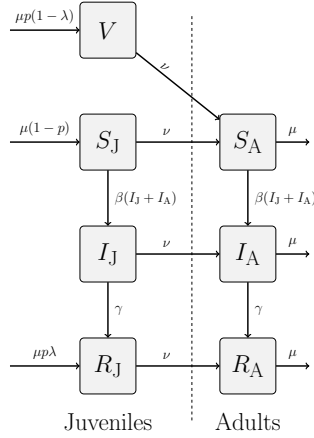 μp(1 − λ)
V
ν
μ(1 − p)
S_J
ν
S_A
μ
β(I_J + I_A)
β(I_J + I_A)
I_J
ν
I_A
μ
γ
γ
μpλ
R_J
ν
R_A
μ
Juveniles
Adults